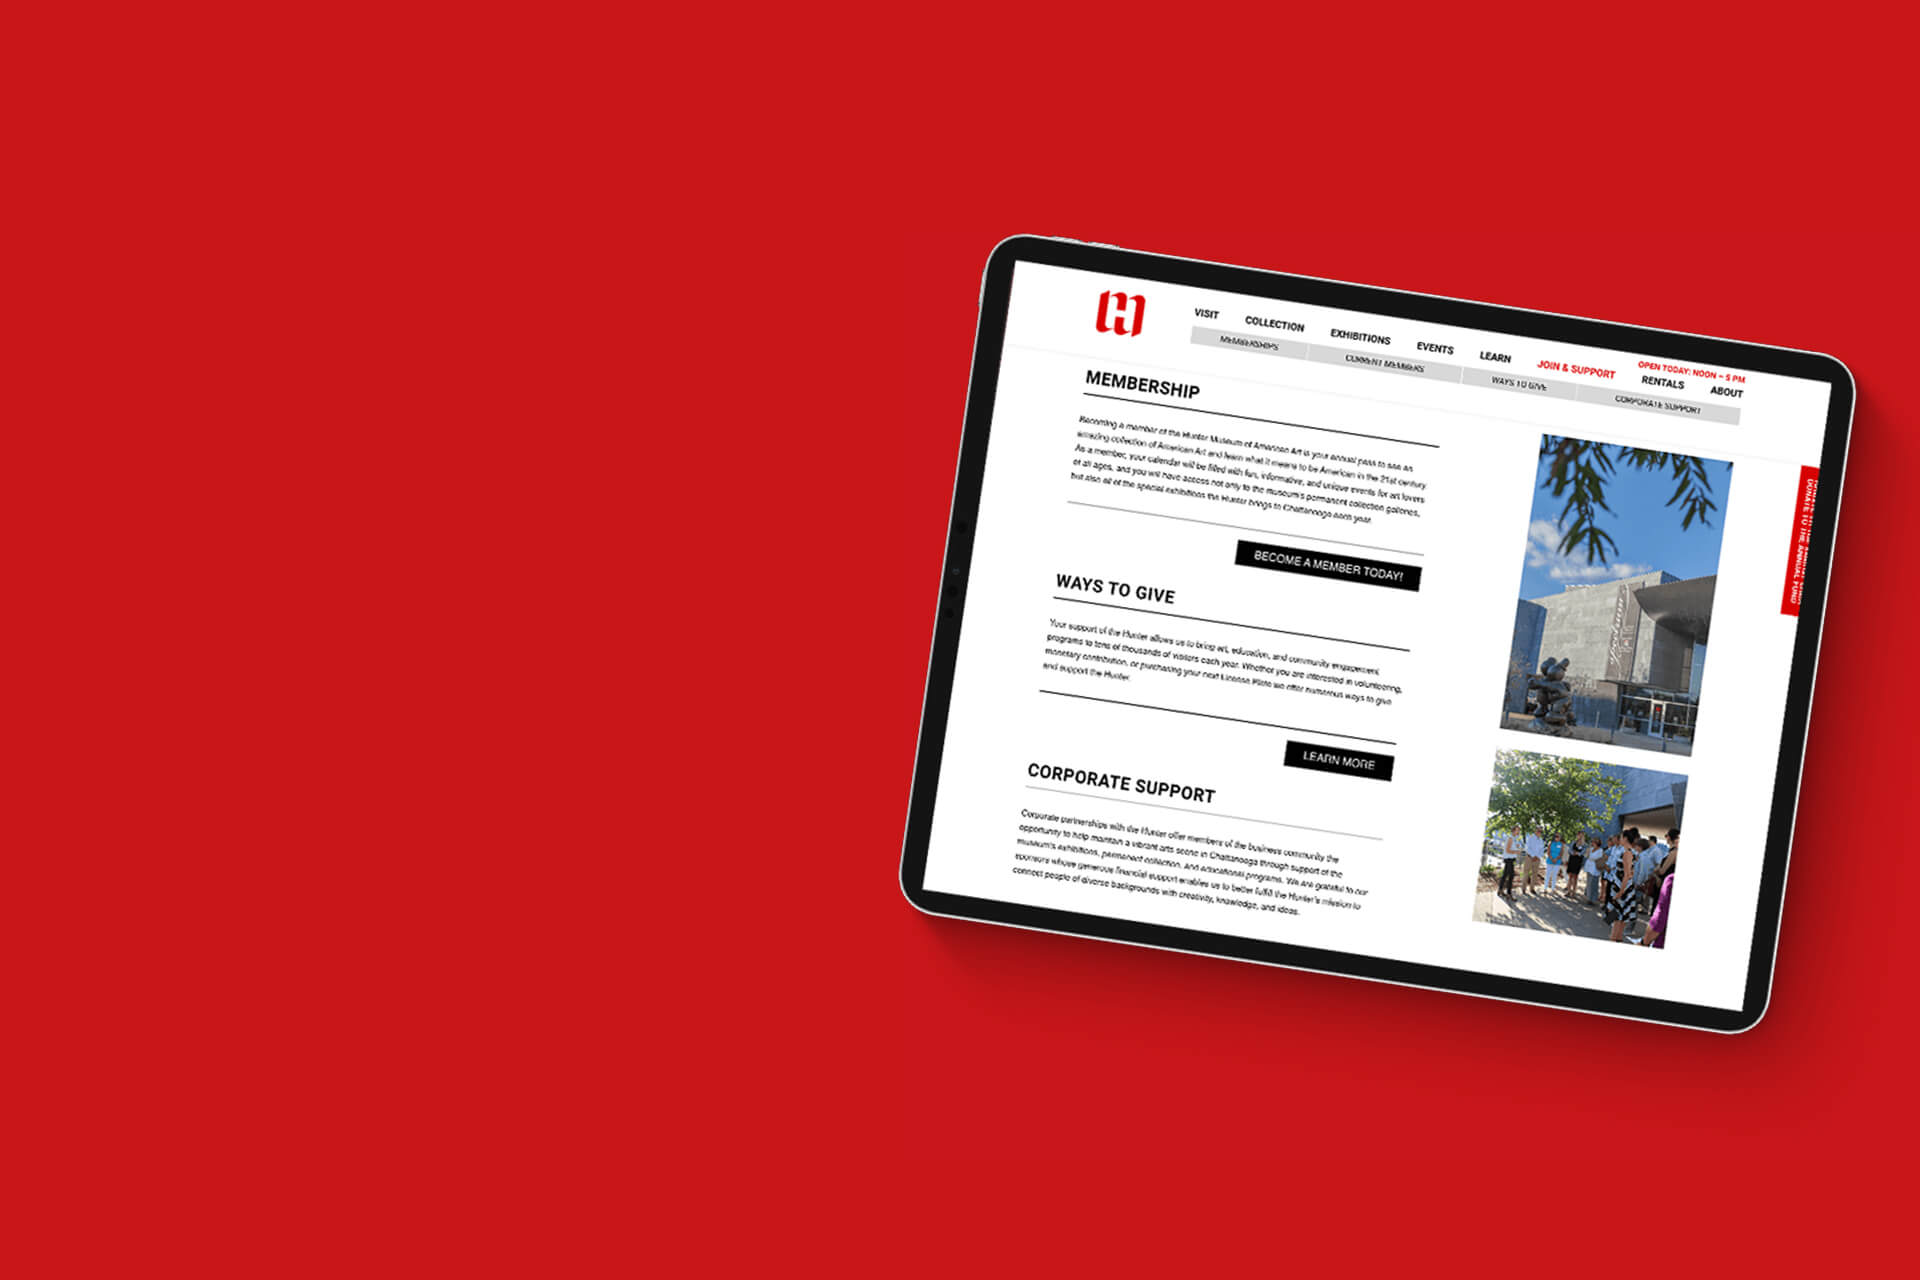 VISIT COLLECTION EXHIBITIONS EVENTS LEARN JOIN & SUPPORT RENTALS ABOUT
OPEN TODAY: NOON – 5 PM
MEMBERSHIPS CURRENT MEMBERS WAYS TO GIVE CORPORATE SUPPORT
MEMBERSHIP
Becoming a member of the Hunter Museum of American Art is your annual pass to see an
amazing collection of American Art and learn what it means to be American in the 21st century.
As a member, your calendar will be filled with fun, informative, and unique events for art lovers
of all ages, and you will have access not only to the museum's permanent collection galleries,
but also all of the special exhibitions the Hunter brings to Chattanooga each year.
BECOME A MEMBER TODAY!
WAYS TO GIVE
Your support of the Hunter allows us to bring art, education, and community engagement
programs to tens of thousands of visitors each year. Whether you are interested in volunteering,
monetary contribution, or purchasing your next License Plate we offer numerous ways to give
and support the Hunter.
LEARN MORE
CORPORATE SUPPORT
Corporate partnerships with the Hunter offer members of the business community the
opportunity to help maintain a vibrant arts scene in Chattanooga through support of the
museum's exhibitions, permanent collection, and educational programs. We are grateful to our
sponsors whose generous financial support enables us to better fulfill the Hunter's mission to
connect people of diverse backgrounds with creativity, knowledge, and ideas.
DONATE TO THE ANNUAL FUND